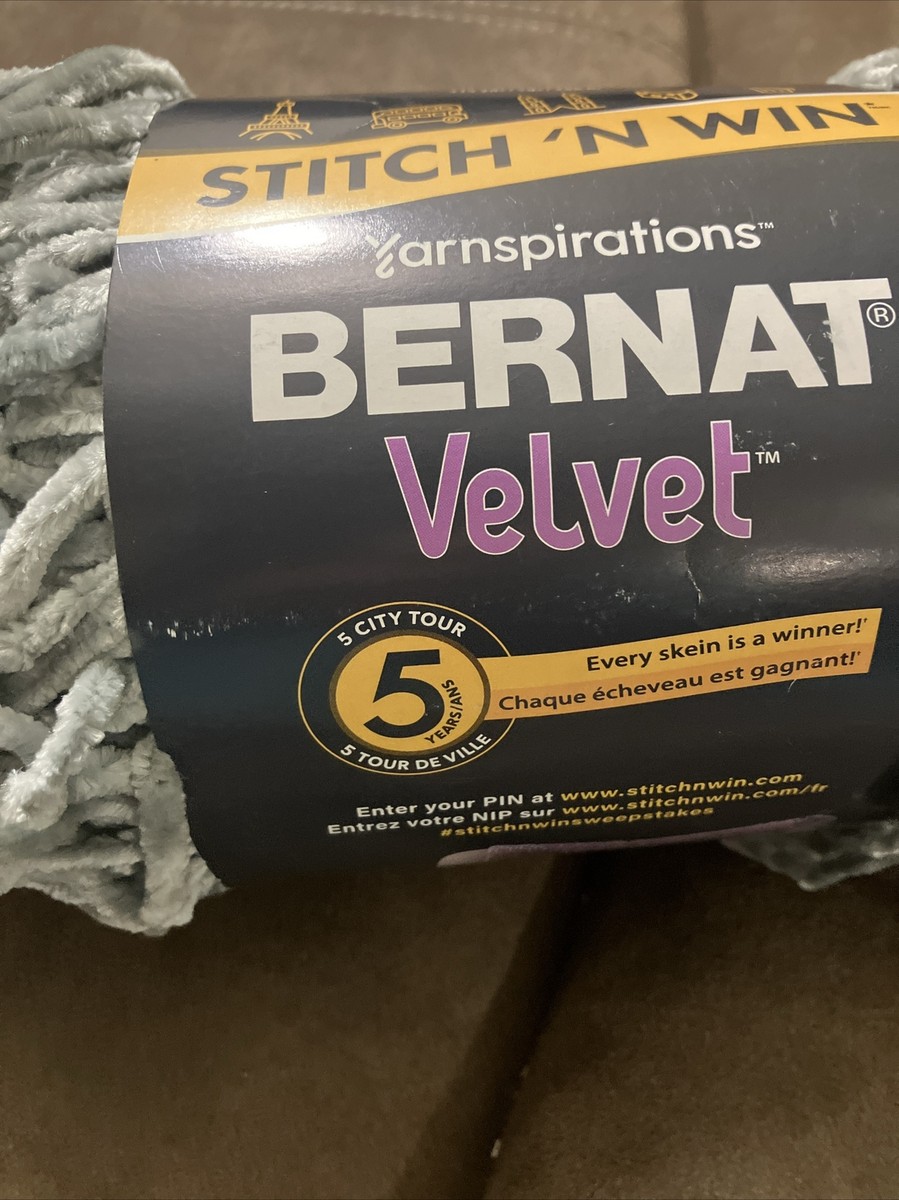 STITCH 'N WIN
Yarnspirations™
BERNAT®
Velvet™
5 CITY TOUR
5
YEARS/ANS
5 TOUR DE VILLE
Every skein is a winner!†
Chaque écheveau est gagnant!†
Enter your PIN at www.stitchnwin.com
Entrez votre NIP sur www.stitchnwin.com/fr
#stitchnwinsweepstakes